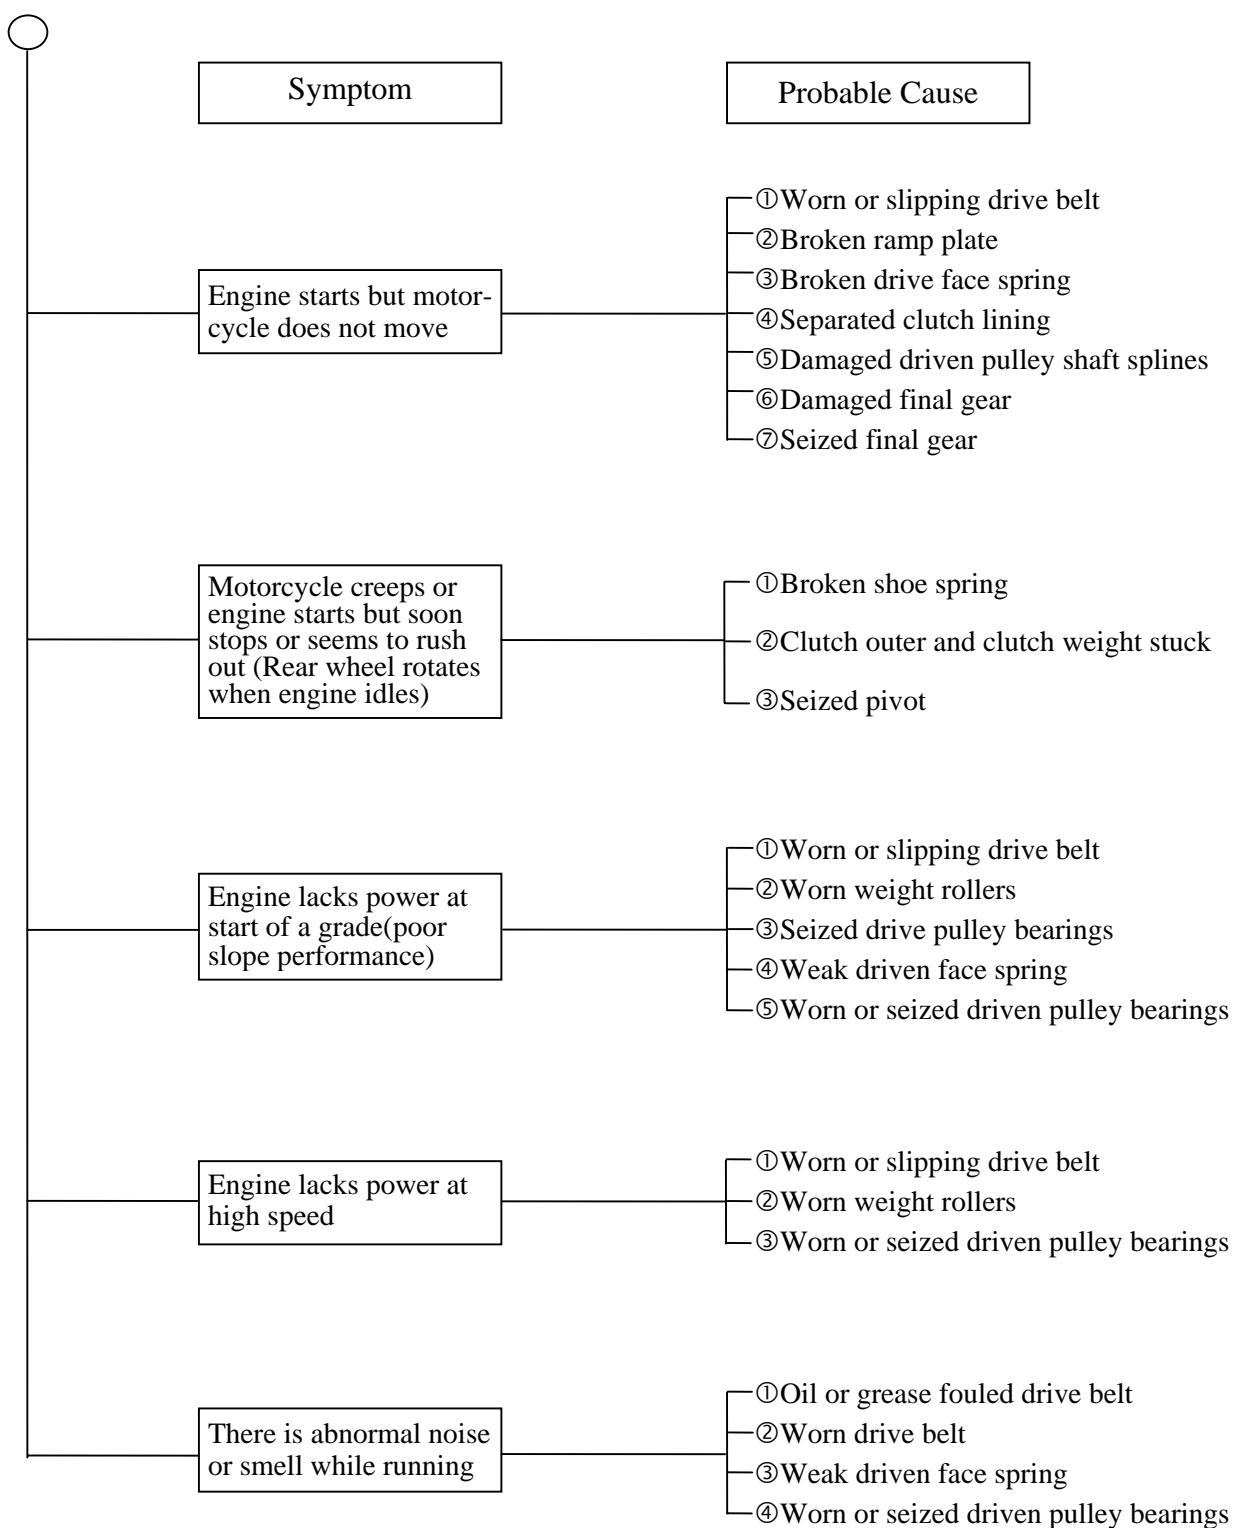 Symptom
Probable Cause
Engine starts but motor-
cycle does not move
①Worn or slipping drive belt
②Broken ramp plate
③Broken drive face spring
④Separated clutch lining
⑤Damaged driven pulley shaft splines
⑥Damaged final gear
⑦Seized final gear
Motorcycle creeps or
engine starts but soon
stops or seems to rush
out (Rear wheel rotates
when engine idles)
①Broken shoe spring
②Clutch outer and clutch weight stuck
③Seized pivot
Engine lacks power at
start of a grade(poor
slope performance)
①Worn or slipping drive belt
②Worn weight rollers
③Seized drive pulley bearings
④Weak driven face spring
⑤Worn or seized driven pulley bearings
Engine lacks power at
high speed
①Worn or slipping drive belt
②Worn weight rollers
③Worn or seized driven pulley bearings
There is abnormal noise
or smell while running
①Oil or grease fouled drive belt
②Worn drive belt
③Weak driven face spring
④Worn or seized driven pulley bearings